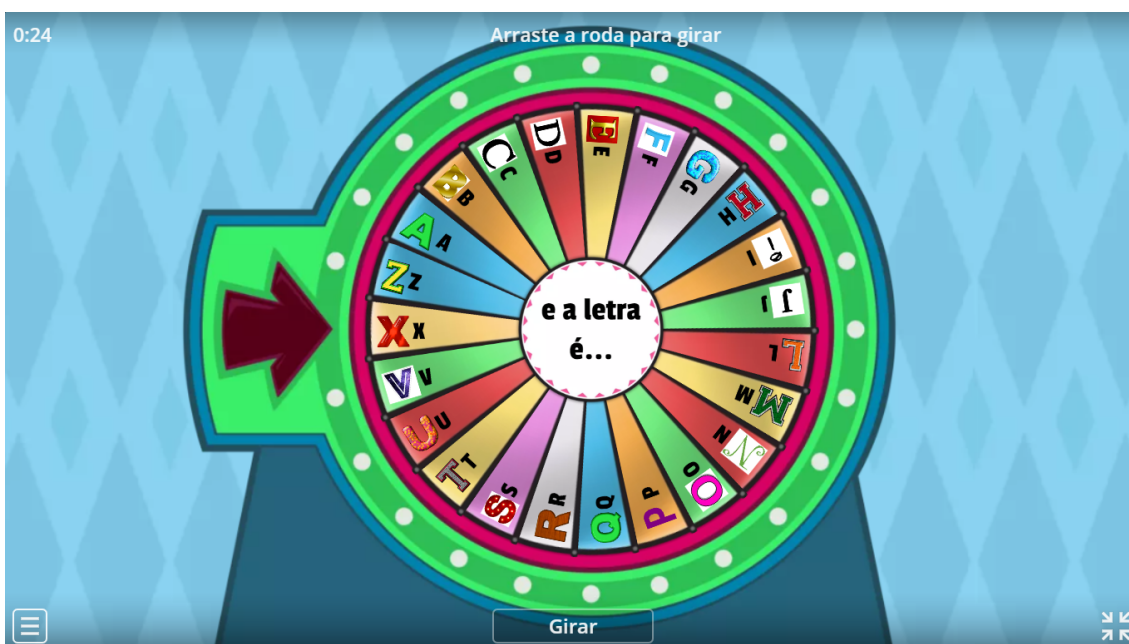 0:24
Arraste a roda para girar
A A
B B
C C
D D
E E
F F
G G
H H
I I
J J
L L
M M
N N
O O
P P
Q Q
R R
S S
T T
U U
V V
X X
Z Z
e a letra
é...
Girar